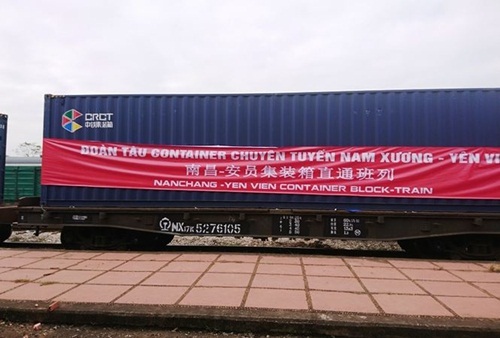 CRCT
中铁集装箱
ĐOÀN TÀU CONTAINER CHUYÊN TUYẾN NAM XƯƠNG - YÊN VI
南昌-安员集装箱直通班列
NANCHANG -YEN VIEN CONTAINER BLOCK-TRAIN
NX17K 5276105